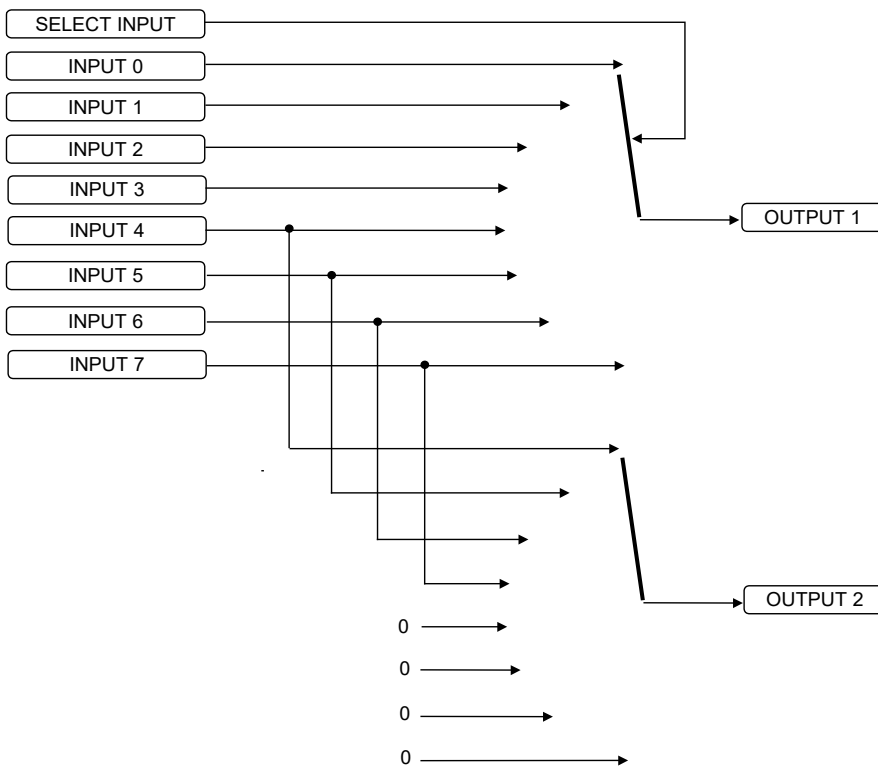 SELECT INPUT
INPUT 0
INPUT 1
INPUT 2
INPUT 3
OUTPUT 1
INPUT 4
INPUT 5
INPUT 6
INPUT 7
OUTPUT 2
0
0
0
0